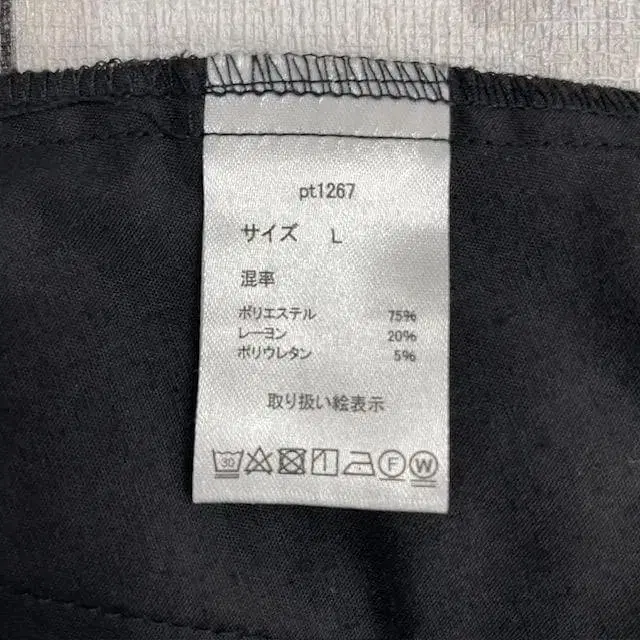 pt1267
サイズ L
混率
ポリエステル 75%
レーヨン 20%
ポリウレタン 5%
取り扱い絵表示
30 F W